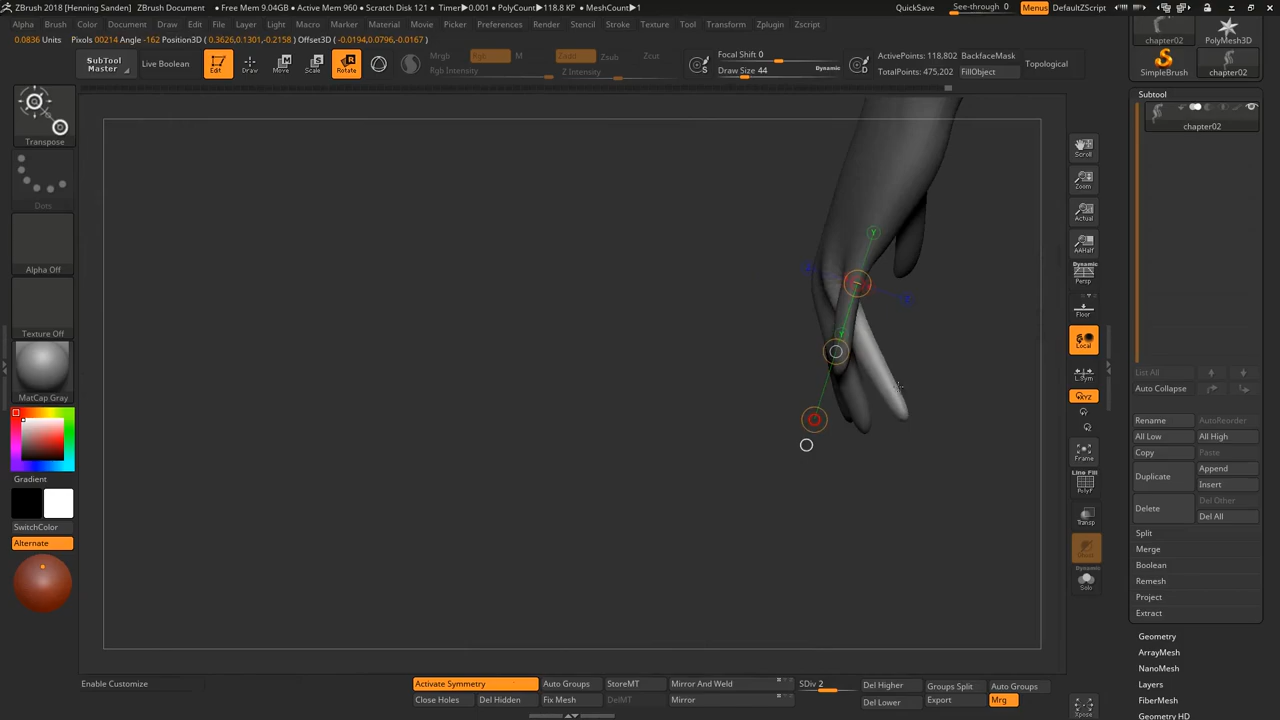 ZBrush 2018 [Henning Sanden]
ZBrush Document
● Free Mem 9.04GB ● Active Mem 960 ● Scratch Disk 121 ● Timer▶0.001 ● PolyCount▶118.8 KP ● MeshCount▶1
QuickSave
See-through 0
Menus
DefaultZScript
Alpha Brush Color Document Draw Edit File Layer Light Macro Marker Material Movie Picker Preferences Render Stencil Stroke Texture Tool Transform Zplugin Zscript
0.0836 Units Pixels 00214 Angle -162 Position3D (0.3626,0.1301,-0.2158) Offset3D (-0.0194,0.0796,-0.0167)
SubTool
Master
Live Boolean
Edit
Draw
Move
Scale
Rotate
Mrgb
Rgb
M
Rgb Intensity
Zadd
Zsub
Zcut
Z Intensity
S
Focal Shift 0
Draw Size 44
Dynamic
D
ActivePoints: 118,802
TotalPoints: 475,202
BackfaceMask
FillObject
Topological
chapter02
PolyMesh3D
SimpleBrush
chapter02
Transpose
Dots
Alpha Off
Texture Off
MatCap Gray
Gradient
SwitchColor
Alternate
Y
Y
Scroll
Zoom
Actual
AAHalf
Dynamic
Persp
Floor
Local
L.Sym
XYZ
Frame
Line Fill
PolyF
Transp
Ghost
Dynamic
Solo
Xpose
Subtool
chapter02
List All
Auto Collapse
Rename
AutoReorder
All Low
All High
Copy
Paste
Duplicate
Append
Insert
Delete
Del Other
Del All
Split
Merge
Boolean
Remesh
Project
Extract
Geometry
ArrayMesh
NanoMesh
Layers
FiberMesh
Geometry HD
Enable Customize
Activate Symmetry
Auto Groups
StoreMT
Mirror And Weld
SDiv 2
Del Higher
Groups Split
Auto Groups
Close Holes
Del Hidden
Fix Mesh
DelMT
Mirror
Del Lower
Export
Mrg